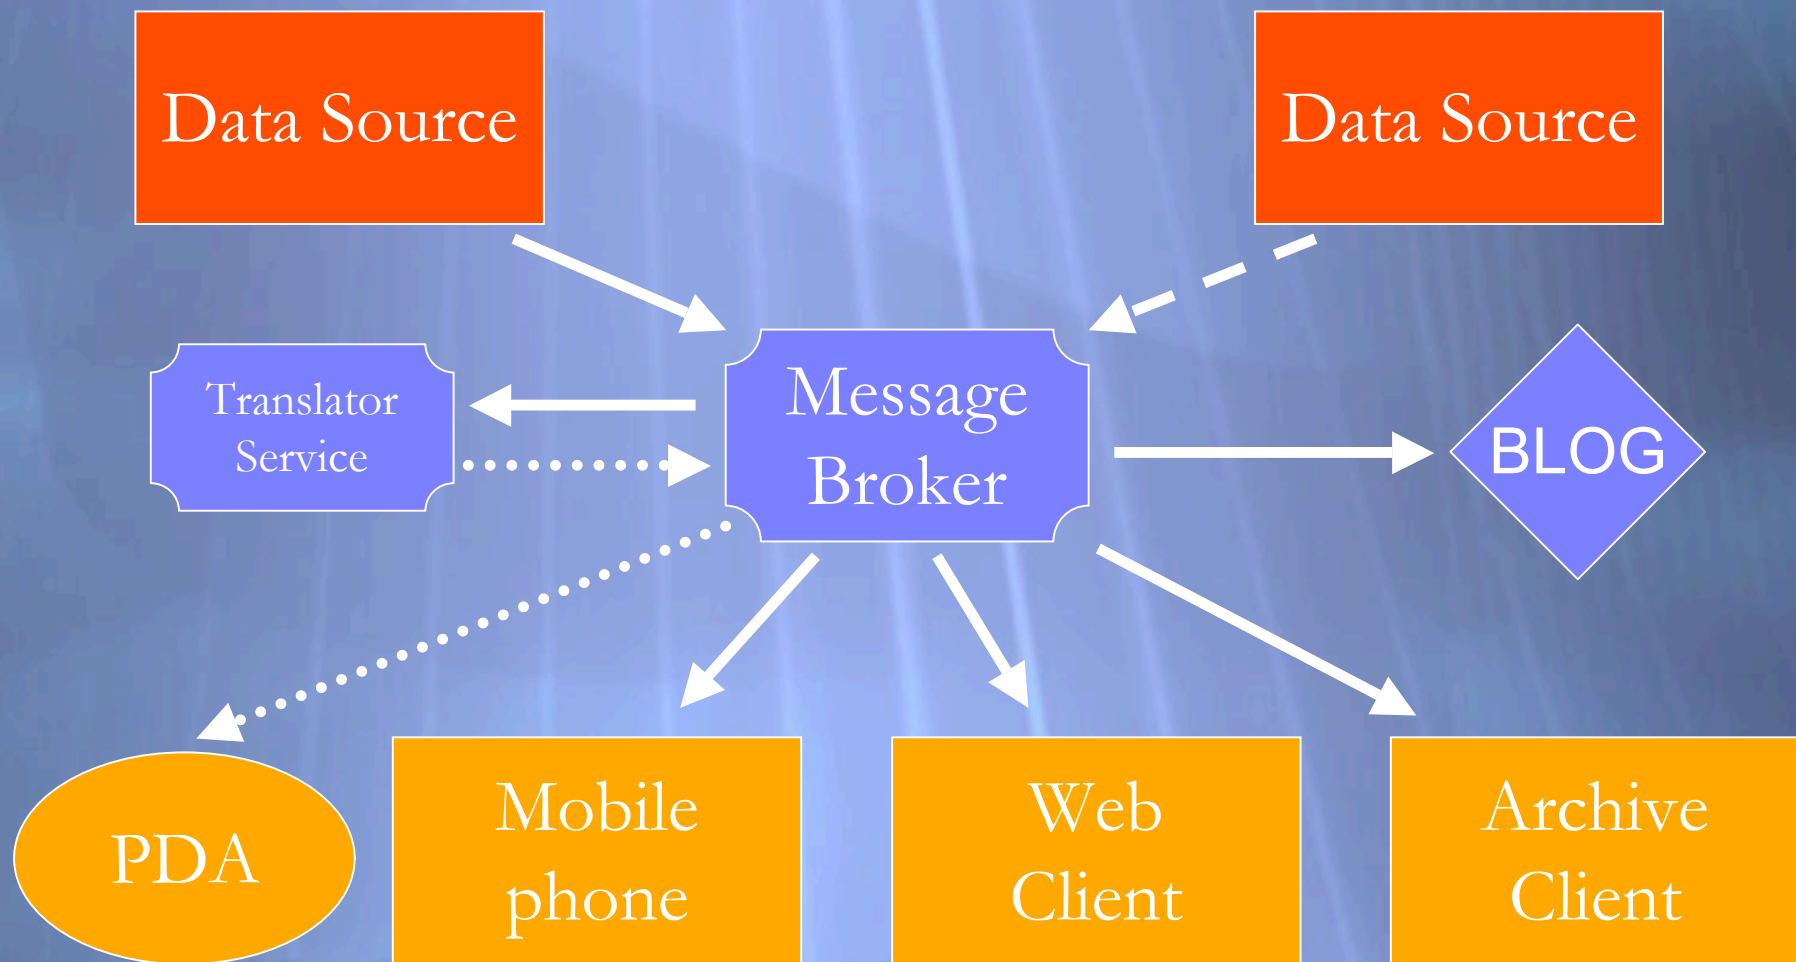 Data Source
Data Source
Translator
Service
Message
Broker
BLOG
PDA
Mobile
phone
Web
Client
Archive
Client